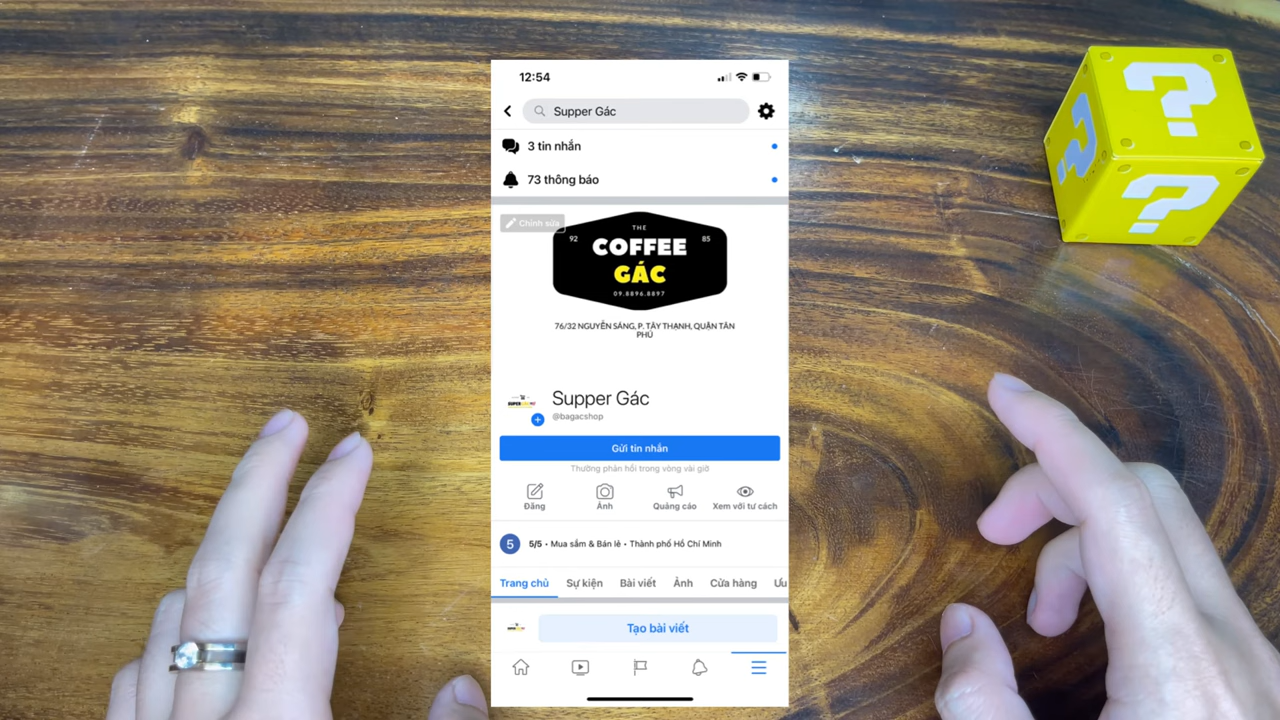 12:54
Supper Gác
3 tin nhắn
73 thông báo
Chỉnh sửa
THE
92
COFFEE
85
GÁC
09.8896.8897
76/32 NGUYỄN SÁNG, P. TÂY THẠNH, QUẬN TÂN
PHÚ
Supper Gác
@bagacshop
Gửi tin nhắn
Thường phản hồi trong vòng vài giờ
Đăng
Ảnh
Quảng cáo
Xem với tư cách
5
5/5 • Mua sắm & Bán lẻ • Thành phố Hồ Chí Minh
Trang chủ
Sự kiện
Bài viết
Ảnh
Cửa hàng
Ưu
Tạo bài viết
?
?
?